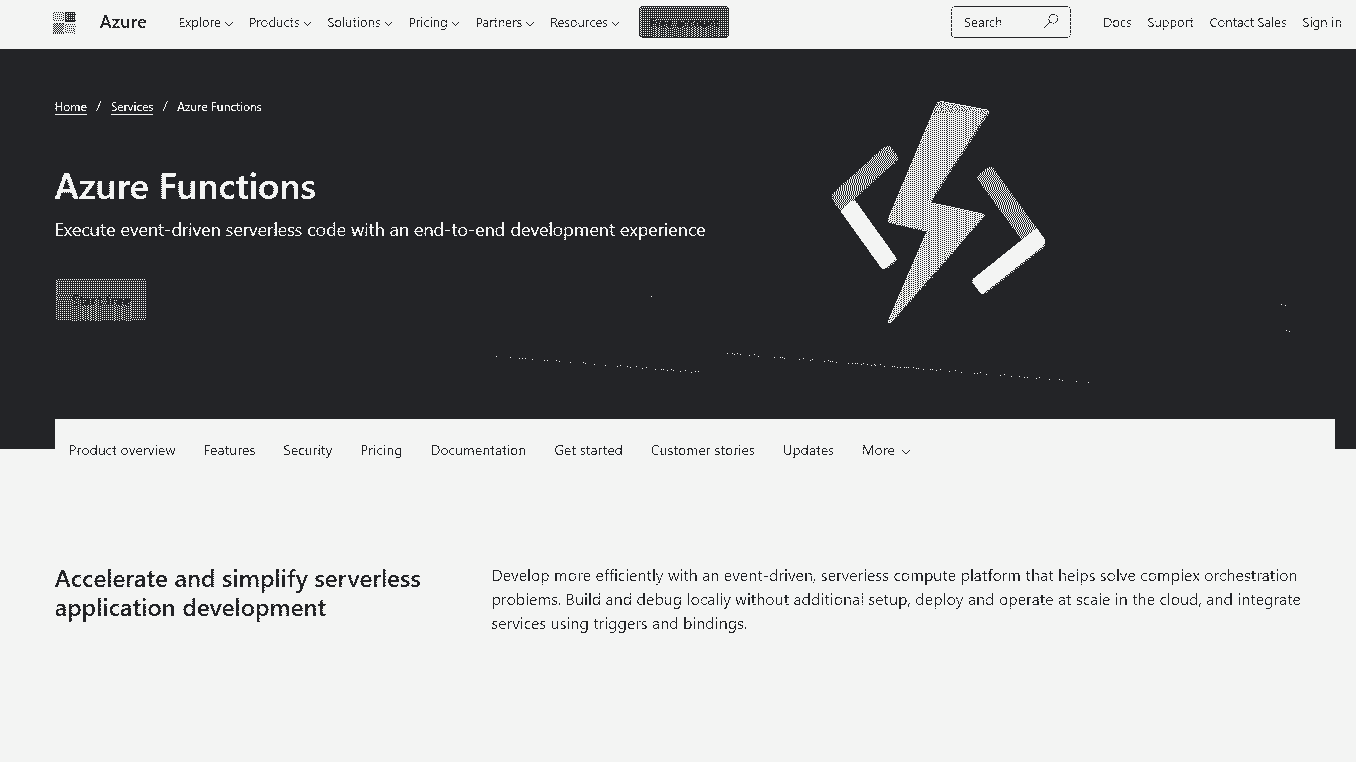 Azure Explore Products Solutions Pricing Partners Resources Search Docs Support Contact Sales Sign in
Home / Services / Azure Functions
Azure Functions
Execute event-driven serverless code with an end-to-end development experience
Product overview Features Security Pricing Documentation Get started Customer stories Updates More
Accelerate and simplify serverless
application development
Develop more efficiently with an event-driven, serverless compute platform that helps solve complex orchestration
problems. Build and debug locally without additional setup, deploy and operate at scale in the cloud, and integrate
services using triggers and bindings.